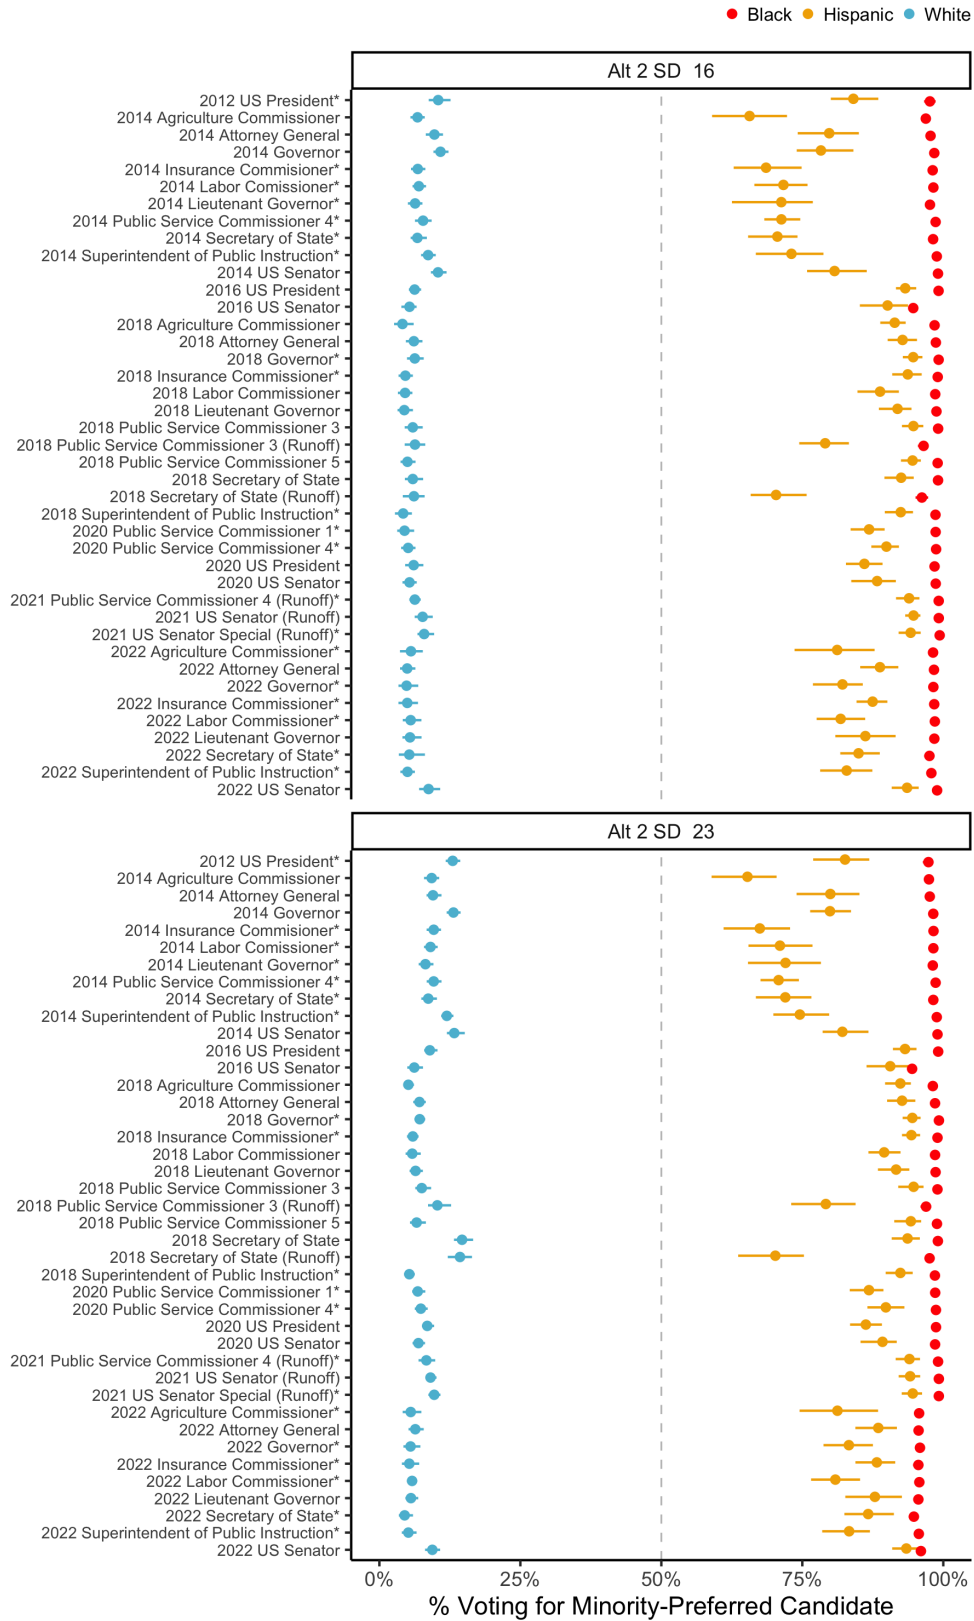 Black Hispanic White
Alt 2 SD 16
2012 US President*
2014 Agriculture Commissioner
2014 Attorney General
2014 Governor
2014 Insurance Commisioner*
2014 Labor Comissioner*
2014 Lieutenant Governor*
2014 Public Service Commissioner 4*
2014 Secretary of State*
2014 Superintendent of Public Instruction*
2014 US Senator
2016 US President
2016 US Senator
2018 Agriculture Commissioner
2018 Attorney General
2018 Governor*
2018 Insurance Commissioner*
2018 Labor Commissioner
2018 Lieutenant Governor
2018 Public Service Commissioner 3
2018 Public Service Commissioner 3 (Runoff)
2018 Public Service Commissioner 5
2018 Secretary of State
2018 Secretary of State (Runoff)
2018 Superintendent of Public Instruction*
2020 Public Service Commissioner 1*
2020 Public Service Commissioner 4*
2020 US President
2020 US Senator
2021 Public Service Commissioner 4 (Runoff)*
2021 US Senator (Runoff)
2021 US Senator Special (Runoff)*
2022 Agriculture Commissioner*
2022 Attorney General
2022 Governor*
2022 Insurance Commissioner*
2022 Labor Commissioner*
2022 Lieutenant Governor
2022 Secretary of State*
2022 Superintendent of Public Instruction*
2022 US Senator
Alt 2 SD 23
2012 US President*
2014 Agriculture Commissioner
2014 Attorney General
2014 Governor
2014 Insurance Commisioner*
2014 Labor Comissioner*
2014 Lieutenant Governor*
2014 Public Service Commissioner 4*
2014 Secretary of State*
2014 Superintendent of Public Instruction*
2014 US Senator
2016 US President
2016 US Senator
2018 Agriculture Commissioner
2018 Attorney General
2018 Governor*
2018 Insurance Commissioner*
2018 Labor Commissioner
2018 Lieutenant Governor
2018 Public Service Commissioner 3
2018 Public Service Commissioner 3 (Runoff)
2018 Public Service Commissioner 5
2018 Secretary of State
2018 Secretary of State (Runoff)
2018 Superintendent of Public Instruction*
2020 Public Service Commissioner 1*
2020 Public Service Commissioner 4*
2020 US President
2020 US Senator
2021 Public Service Commissioner 4 (Runoff)*
2021 US Senator (Runoff)
2021 US Senator Special (Runoff)*
2022 Agriculture Commissioner*
2022 Attorney General
2022 Governor*
2022 Insurance Commissioner*
2022 Labor Commissioner*
2022 Lieutenant Governor
2022 Secretary of State*
2022 Superintendent of Public Instruction*
2022 US Senator
0% 25% 50% 75% 100%
% Voting for Minority-Preferred Candidate